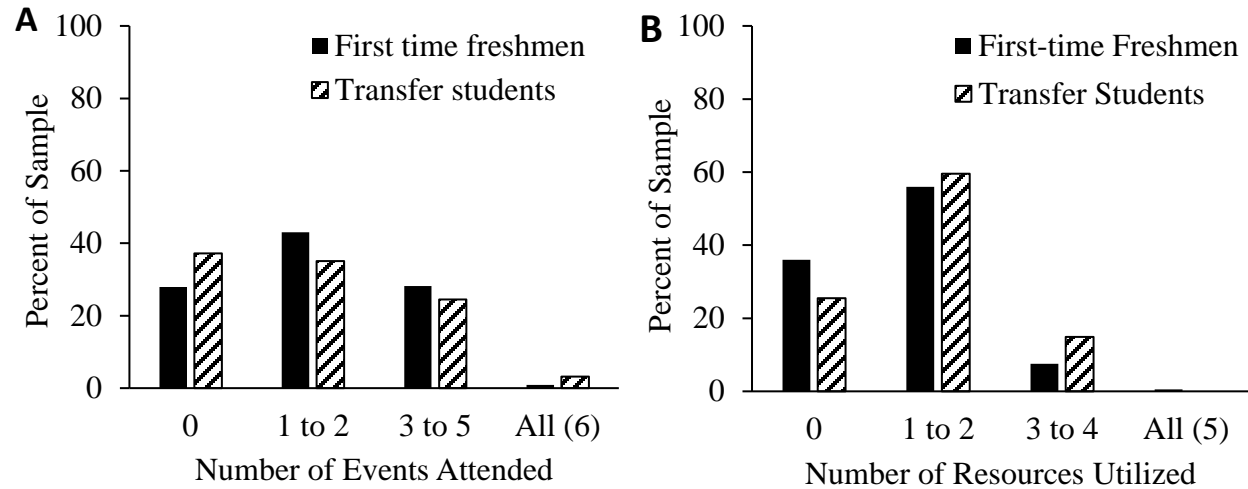 A
100
80
60
40
20
0
Percent of Sample
First time freshmen
Transfer students
0 1 to 2 3 to 5 All (6)
Number of Events Attended
B
100
80
60
40
20
0
Percent of Sample
First-time Freshmen
Transfer Students
0 1 to 2 3 to 4 All (5)
Number of Resources Utilized